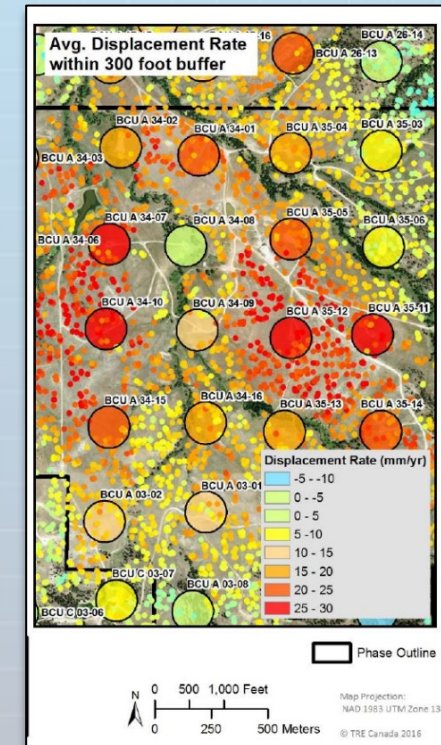 Avg. Displacement Rate
within 300 foot buffer
BCU A 26-14
A 26-13
BCU A 34-02
BCU A 34-01
BCU A 35-04
BCU A 35-03
BCU A 34-03
BCU A 34-07
BCU A 34-08
BCU A 35-05
BCU A 35-06
BCU A 34-06
BCU A 34-10
BCU A 34-09
BCU A 35-12
BCU A 35-11
BCU A 34-15
BCU A 34-16
BCU A 35-13
BCU A 35-14
BCU A 03-02
BCU A 03-01
BCU C 03-07
BCU A 03-08
BCU C 03-06
Displacement Rate (mm/yr)
-5 - -10
0 - -5
0 - 5
5 -10
10 - 15
15 - 20
20 - 25
25 - 30
Phase Outline
N
0 500 1,000 Feet
0 250 500 Meters
Map Projection:
NAD 1983 UTM Zone 13
© TRE Canada 2016